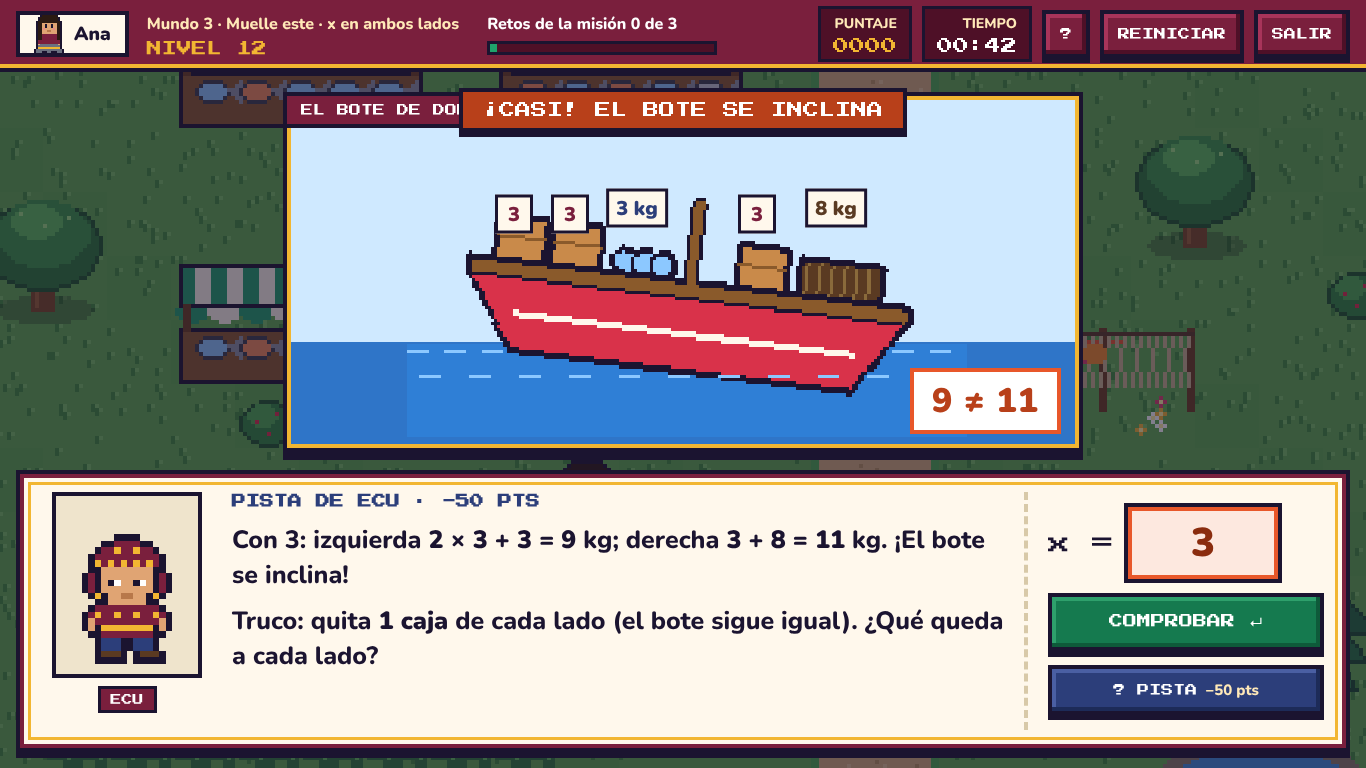 Ana
Mundo 3 · Muelle este · x en ambos lados
NIVEL 12
Retos de la misión 0 de 3
PUNTAJE
0000
TIEMPO
00:42
?
REINICIAR
SALIR
EL BOTE DE
¡CASI! EL BOTE SE INCLINA
3
3
3 kg
3
8 kg
9 ≠ 11
PISTA DE ECU · -50 PTS
Con 3: izquierda 2 × 3 + 3 = 9 kg; derecha 3 + 8 = 11 kg. ¡El bote
se inclina!
Truco: quita 1 caja de cada lado (el bote sigue igual). ¿Qué queda
a cada lado?
ECU
x = 3
COMPROBAR ↵
? PISTA −50 pts